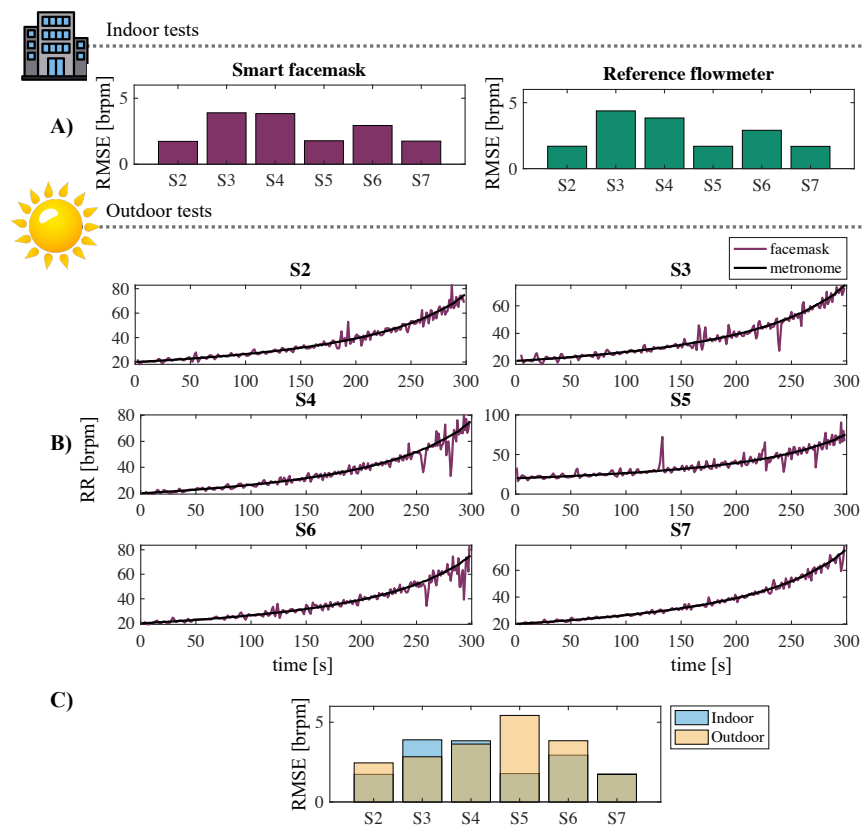 Indoor tests
Smart facemask
Reference flowmeter
A)
RMSE [brpm]
5
0
S2 S3 S4 S5 S6 S7
RMSE [brpm]
5
0
S2 S3 S4 S5 S6 S7
Outdoor tests
facemask
metronome
B)
RR [brpm]
S2
80
60
40
20
0 50 100 150 200 250 300
S3
60
40
20
0 50 100 150 200 250 300
S4
80
60
40
20
0 50 100 150 200 250 300
S5
100
50
0
0 50 100 150 200 250 300
S6
80
60
40
20
0 50 100 150 200 250 300
time [s]
S7
60
40
20
0 50 100 150 200 250 300
time [s]
C)
RMSE [brpm]
5
0
S2 S3 S4 S5 S6 S7
Indoor
Outdoor